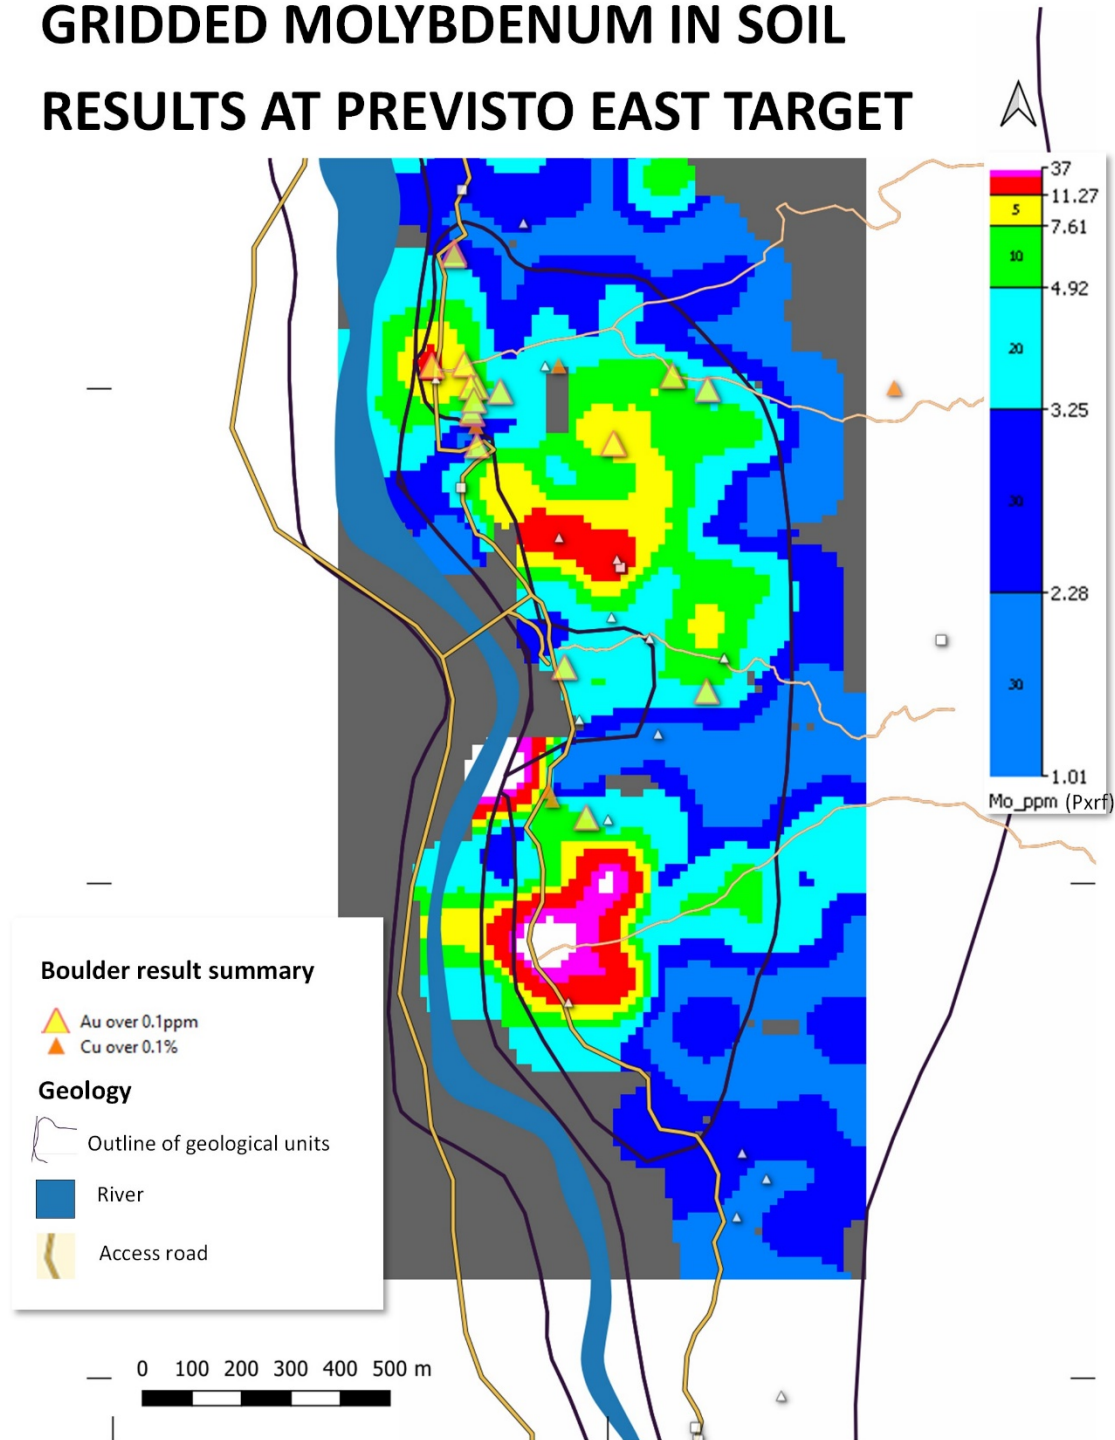 GRIDDED MOLYBDENUM IN SOIL
RESULTS AT PREVISTO EAST TARGET
37
11.27
5
7.61
10
4.92
20
3.25
30
2.28
30
1.01
Mo_ppm (Pxrf)
Boulder result summary
Au over 0.1ppm
Cu over 0.1%
Geology
Outline of geological units
River
Access road
0 100 200 300 400 500 m